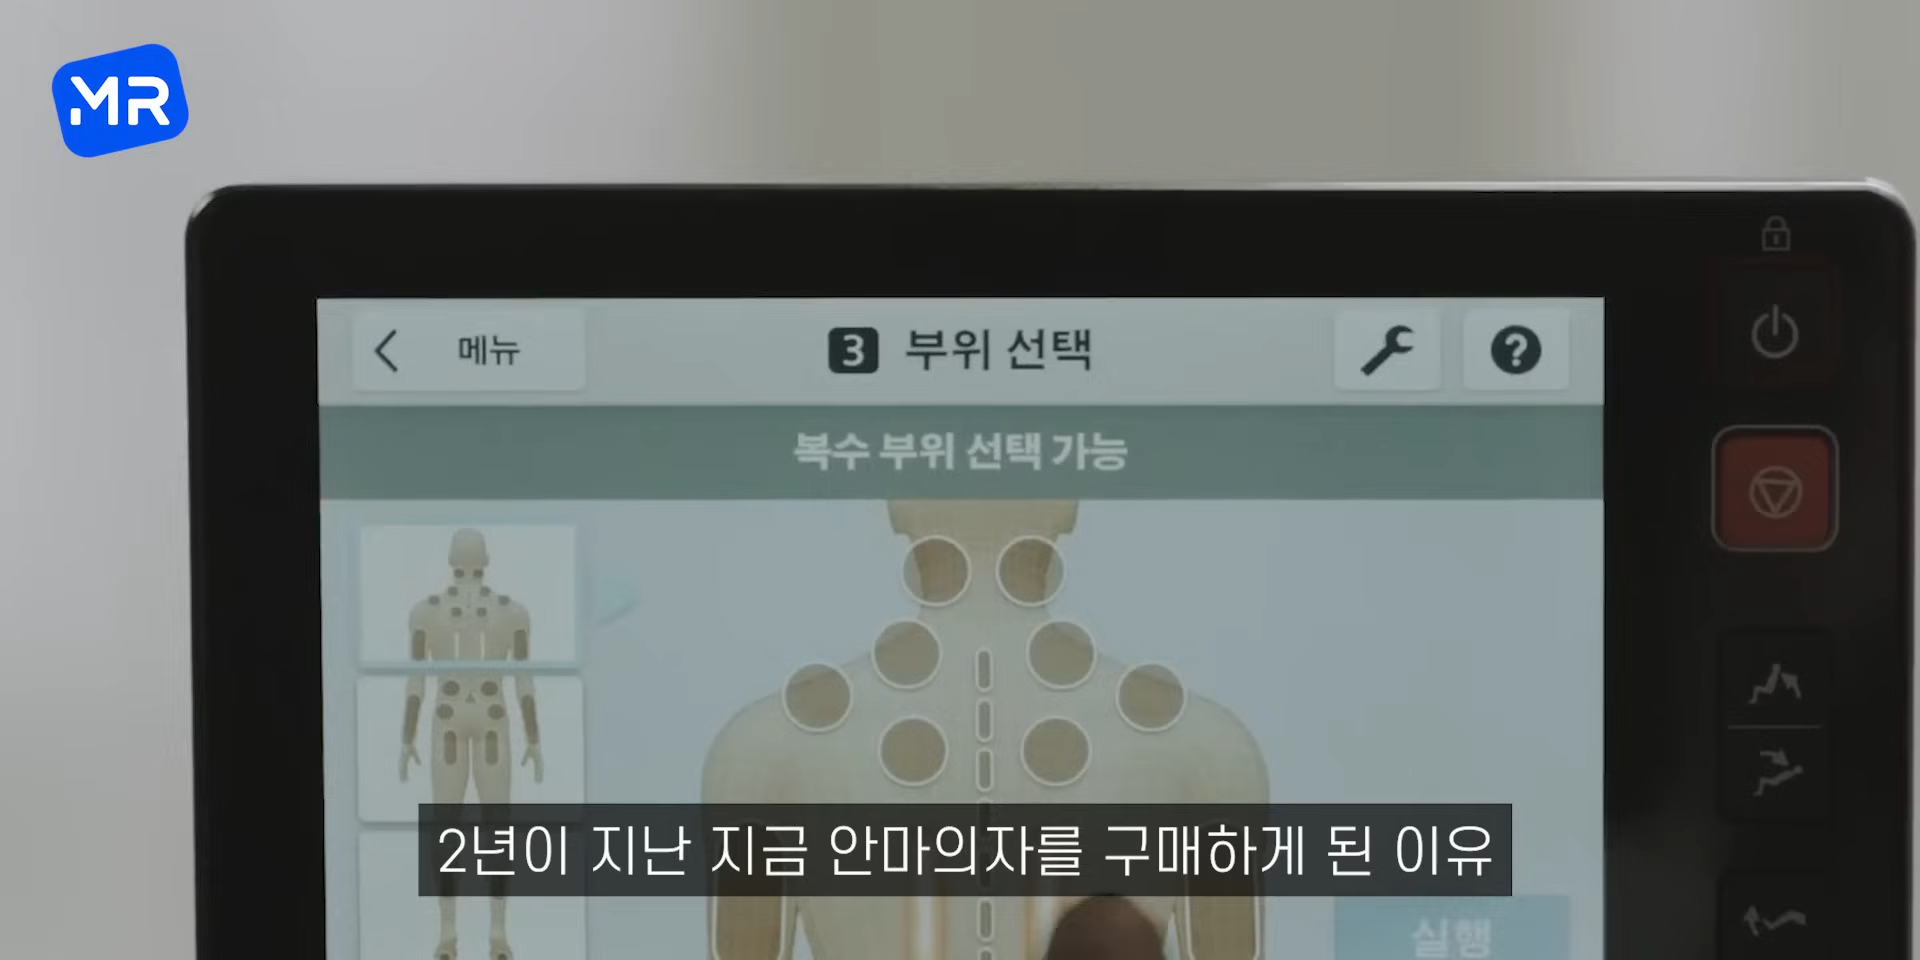 MR
메뉴
3 부위 선택
?
복수 부위 선택 가능
2년이 지난 지금 안마의자를 구매하게 된 이유
실행